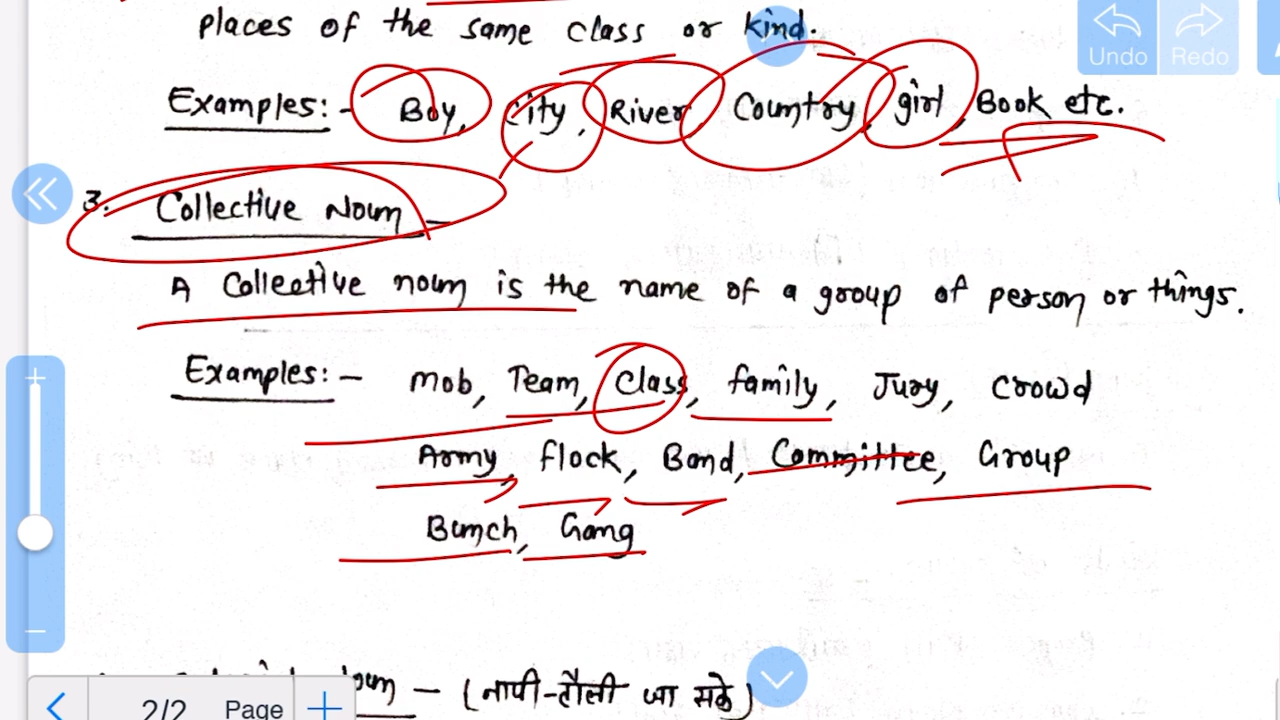 places of the same class or kind.
Undo Redo
Examples:- Boy, City, River, Country, girl, Book etc.
3. Collective Noun -
A Collective noun is the name of a group of person or things.
Examples:- Mob, Team, Class, family, Jury, Crowd
Army, flock, Band, Committee, Group
Bunch, Gang
Noun - (नापी-तौली जा सके)
2/2 Page